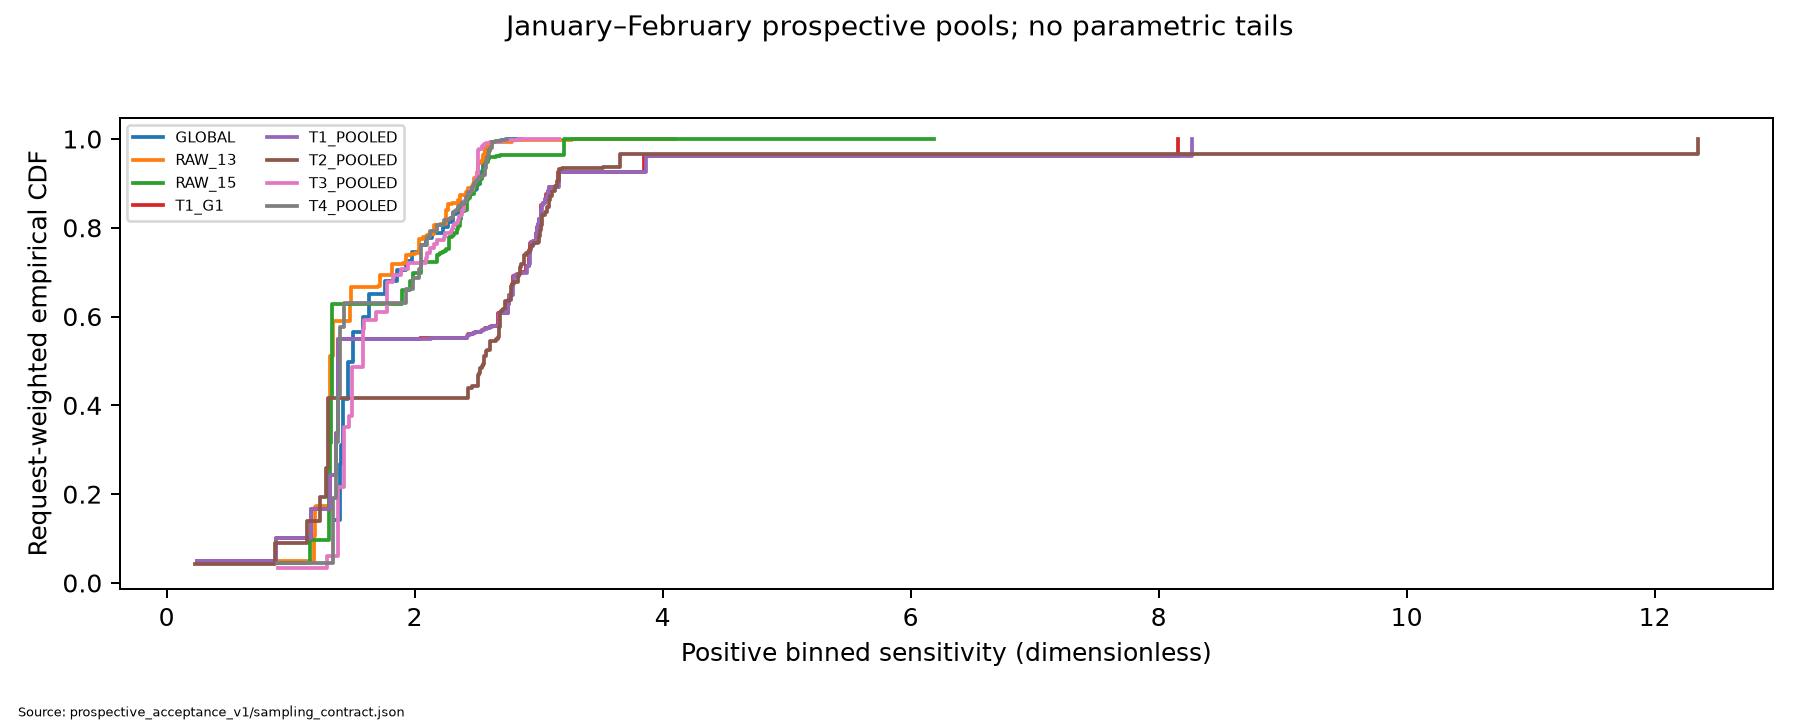 January–February prospective pools; no parametric tails
Request-weighted empirical CDF
1.0
0.8
0.6
0.4
0.2
0.0
GLOBAL
RAW_13
RAW_15
T1_G1
T1_POOLED
T2_POOLED
T3_POOLED
T4_POOLED
0 2 4 6 8 10 12
Positive binned sensitivity (dimensionless)
Source: prospective_acceptance_v1/sampling_contract.json